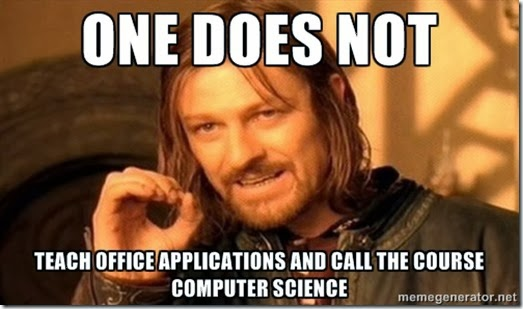 ONE DOES NOT
TEACH OFFICE APPLICATIONS AND CALL THE COURSE
COMPUTER SCIENCE
memegenerator.net